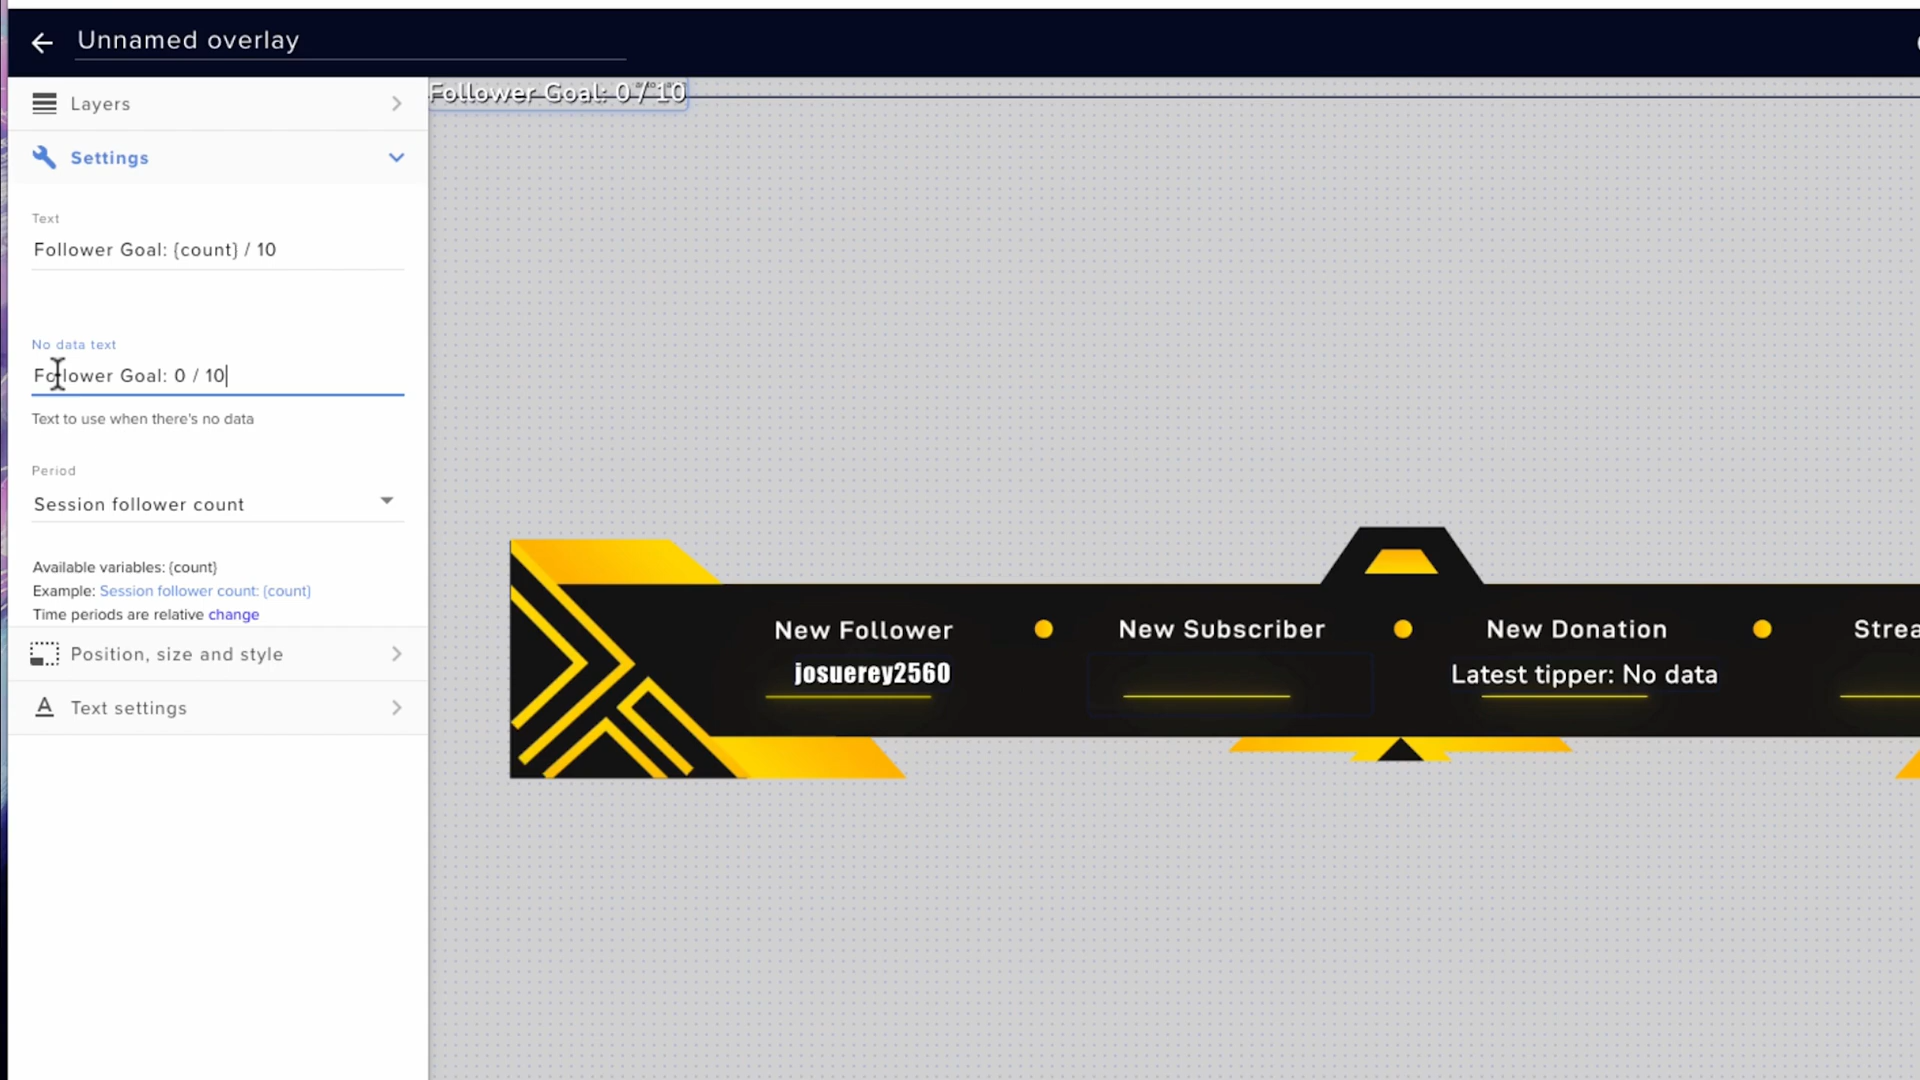 Unnamed overlay
Layers
Settings
Text
Follower Goal: {count} / 10
No data text
Follower Goal: 0 / 10
Text to use when there's no data
Period
Session follower count
Available variables: {count}
Example: Session follower count: {count}
Time periods are relative change
Position, size and style
Text settings
Follower Goal: 0 / 10
New Follower
New Subscriber
New Donation
Strea
josuerey2560
Latest tipper: No data